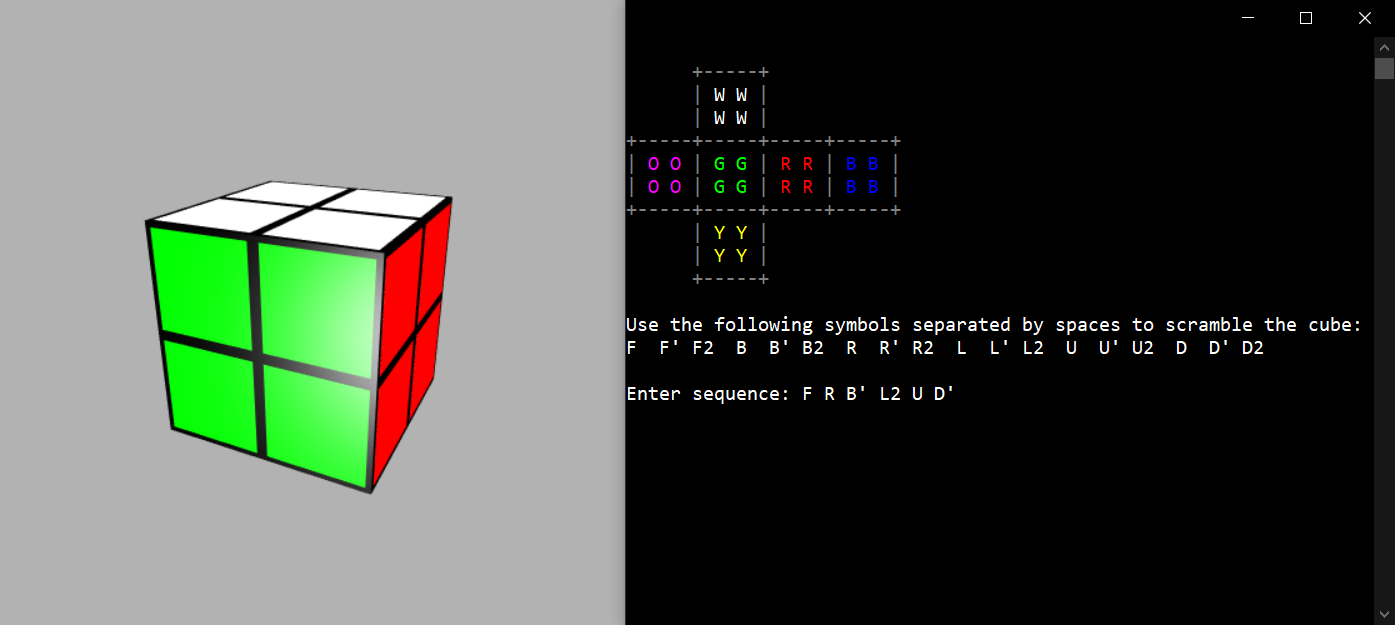 +-----+
| W W |
| W W |
+-----+-----+-----+-----+
| O O | G G | R R | B B |
| O O | G G | R R | B B |
+-----+-----+-----+-----+
| Y Y |
| Y Y |
+-----+
Use the following symbols separated by spaces to scramble the cube:
F  F' F2  B  B' B2  R  R' R2  L  L' L2  U  U' U2  D  D' D2
Enter sequence: F R B' L2 U D'